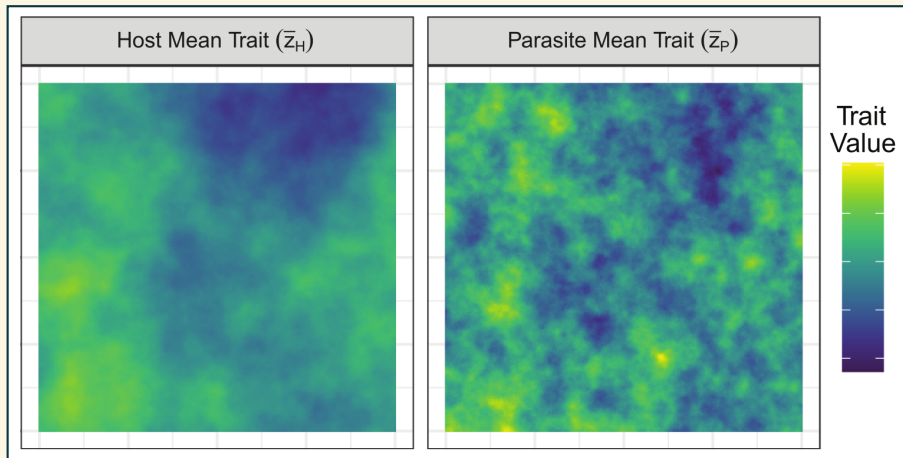 Host Mean Trait (z̅H)
Parasite Mean Trait (z̅P)
Trait
Value